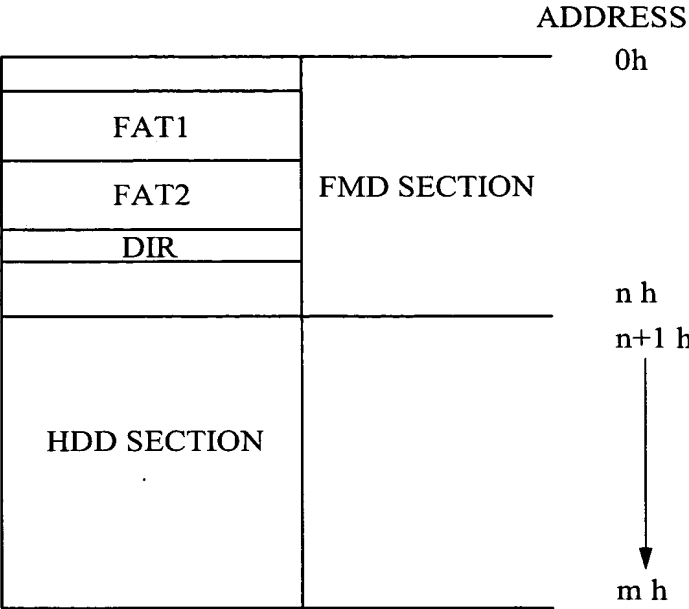 ADDRESS
0h
FAT1
FAT2
FMD SECTION
DIR
n h
n+1 h
HDD SECTION
m h